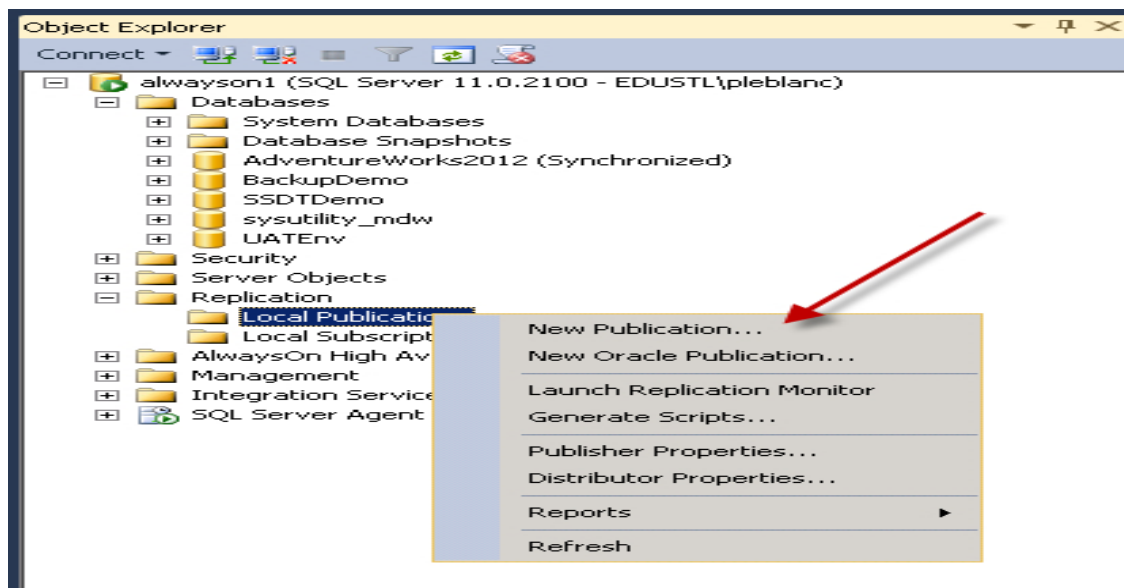 Object Explorer
Connect
alwayson1 (SQL Server 11.0.2100 - EDUSTL\pleblanc)
Databases
System Databases
Database Snapshots
AdventureWorks2012 (Synchronized)
BackupDemo
SSDTDemo
sysutility_mdw
UATEnv
Security
Server Objects
Replication
Local Publicatio
Local Subscript
AlwaysOn High Av
Management
Integration Service
SQL Server Agent
New Publication...
New Oracle Publication...
Launch Replication Monitor
Generate Scripts...
Publisher Properties...
Distributor Properties...
Reports
Refresh